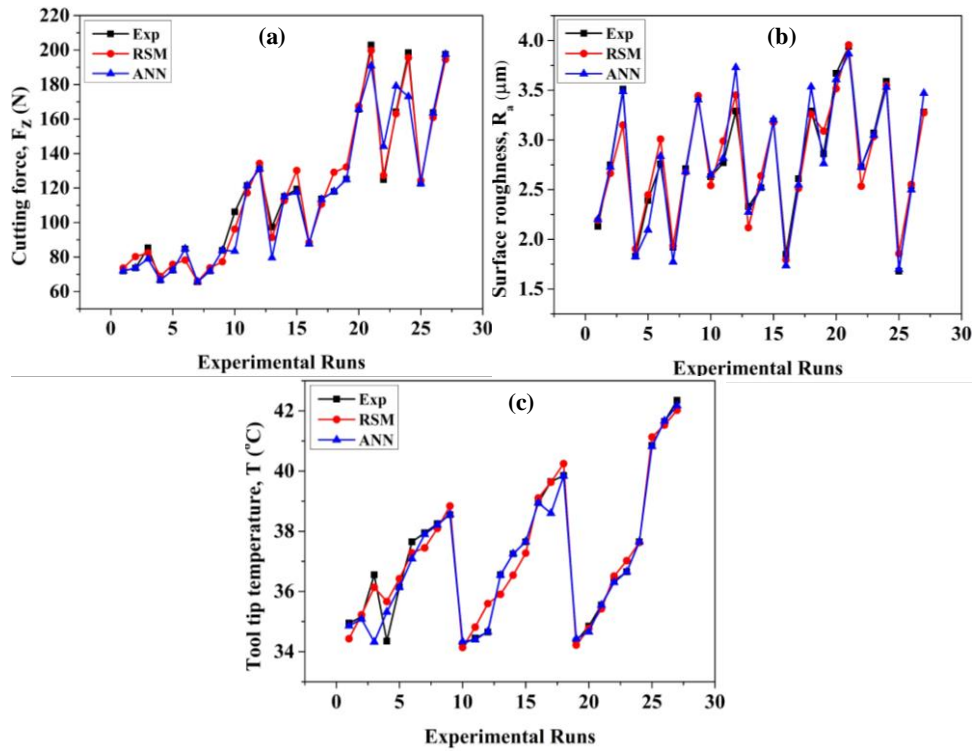 (a)
Exp
RSM
ANN
Cutting force, F_Z (N)
220
200
180
160
140
120
100
80
60
0 5 10 15 20 25 30
Experimental Runs
(b)
Exp
RSM
ANN
Surface roughness, R_a (μm)
4.0
3.5
3.0
2.5
2.0
1.5
0 5 10 15 20 25 30
Experimental Runs
(c)
Exp
RSM
ANN
Tool tip temperature, T (°C)
42
40
38
36
34
0 5 10 15 20 25 30
Experimental Runs